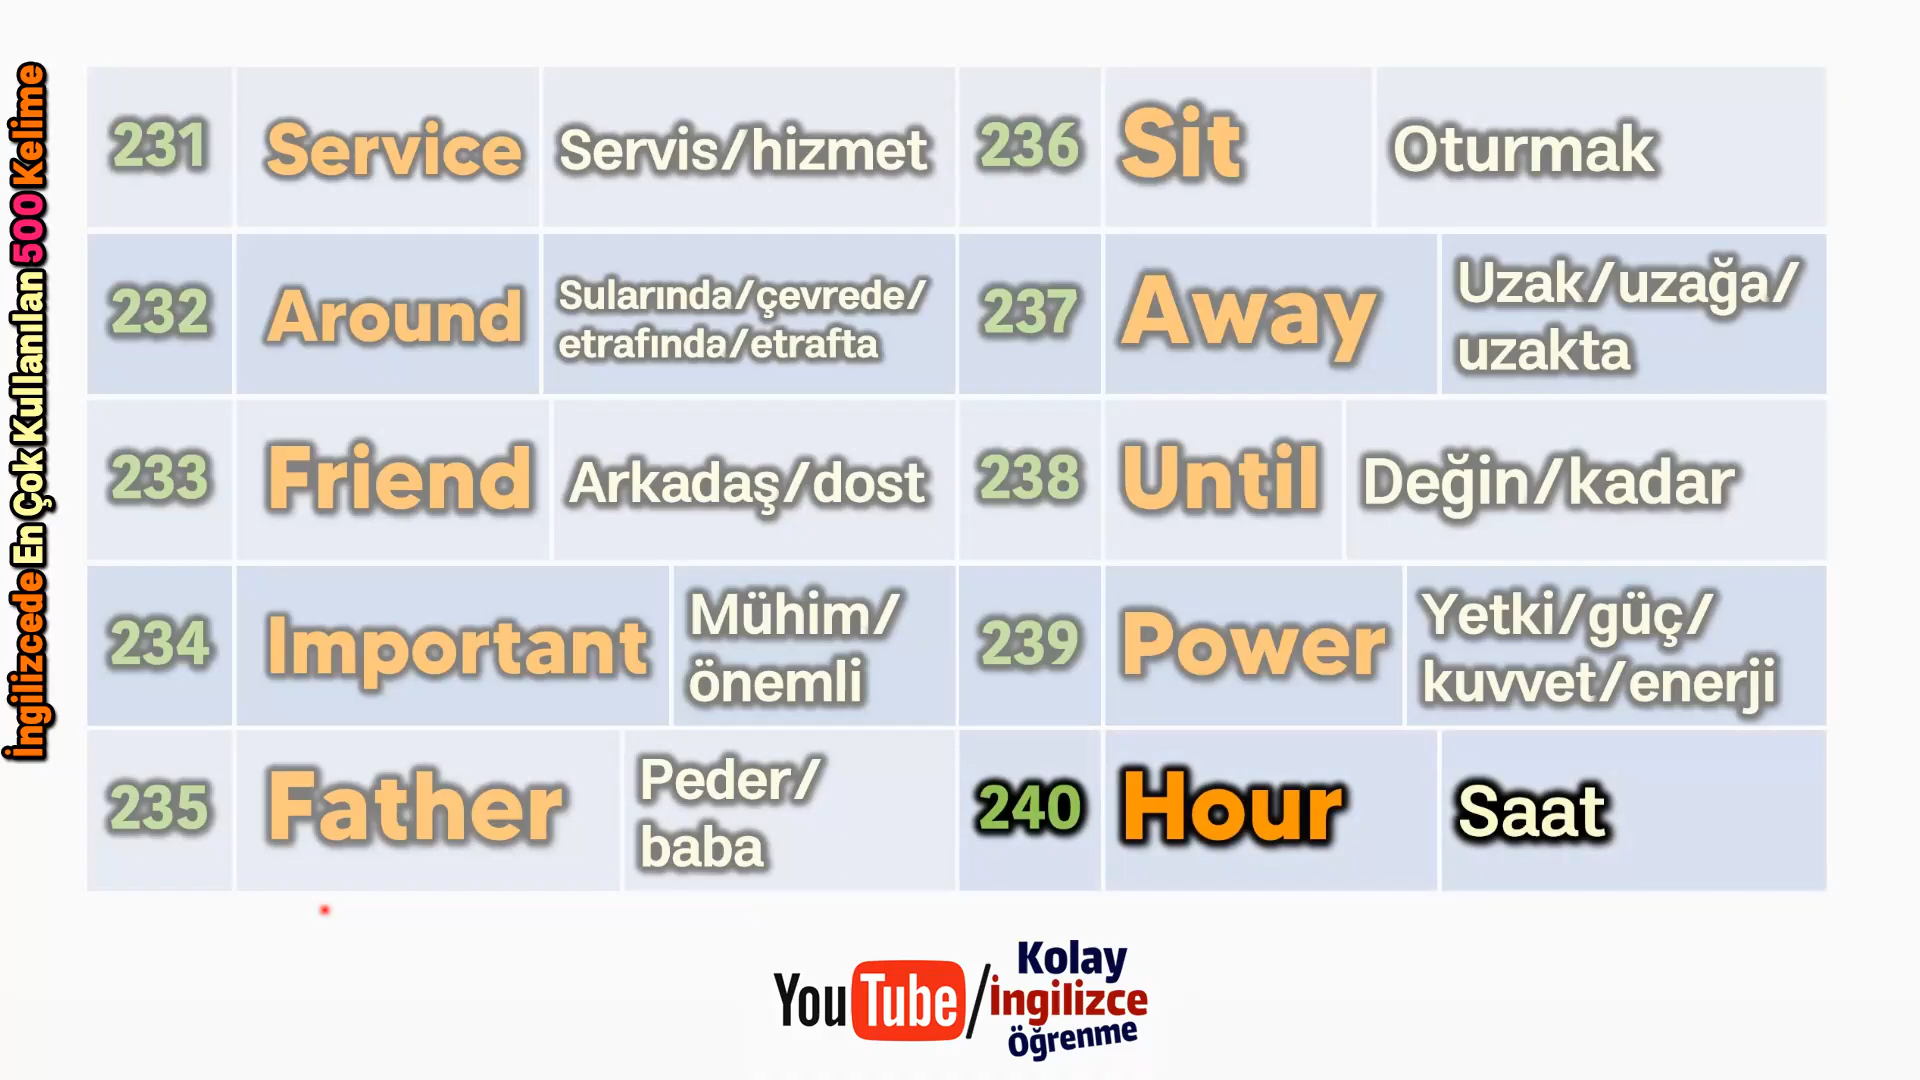 İngilizcede En Çok Kullanılan 500 Kelime
231 Service Servis/hizmet
236 Sit Oturmak
232 Around Sularında/çevrede/
etrafında/etrafta
237 Away Uzak/uzağa/
uzakta
233 Friend Arkadaş/dost
238 Until Değin/kadar
234 Important Mühim/
önemli
239 Power Yetki/güç/
kuvvet/enerji
235 Father Peder/
baba
240 Hour Saat
YouTube/Kolay
İngilizce
Öğrenme